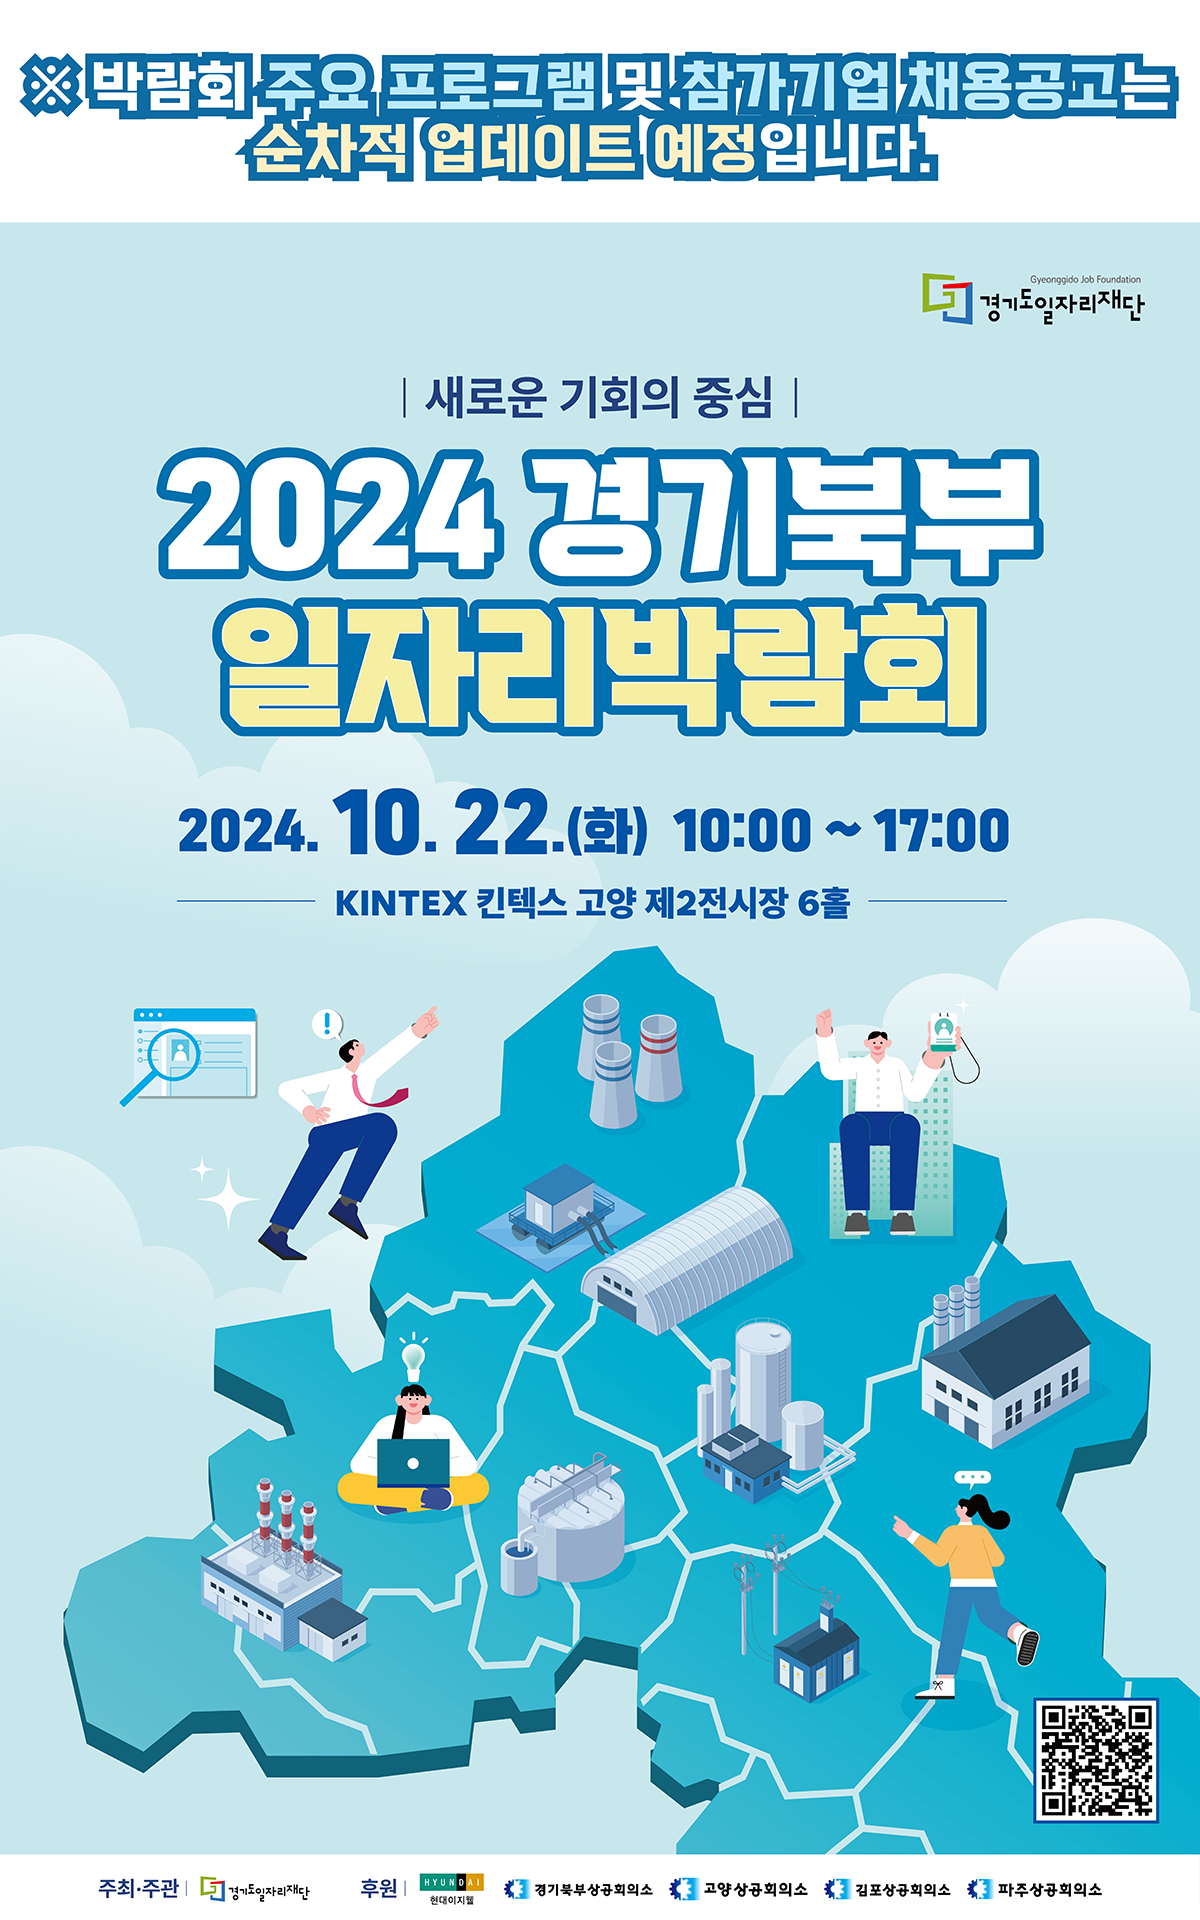 ※박람회 주요 프로그램 및 참가기업 채용공고는
순차적 업데이트 예정입니다.
Gyeonggido Job Foundation
경기도일자리재단
| 새로운 기회의 중심 |
2024 경기북부
일자리박람회
2024. 10. 22.(화) 10:00 ~ 17:00
KINTEX 킨텍스 고양 제2전시장 6홀
주최·주관 | 경기도일자리재단 후원 | HYUNDAI 현대이지웰 경기북부상공회의소 고양상공회의소 김포상공회의소 파주상공회의소